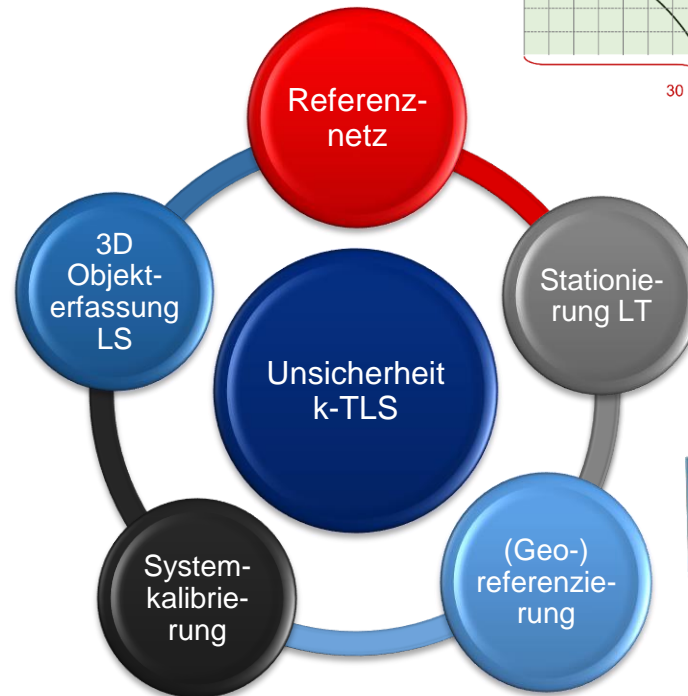 30
Referenz-
netz
3D
Objekt-
erfassung
LS
Stationie-
rung LT
Unsicherheit
k-TLS
System-
kalibrie-
rung
(Geo-)
referenzie-
rung